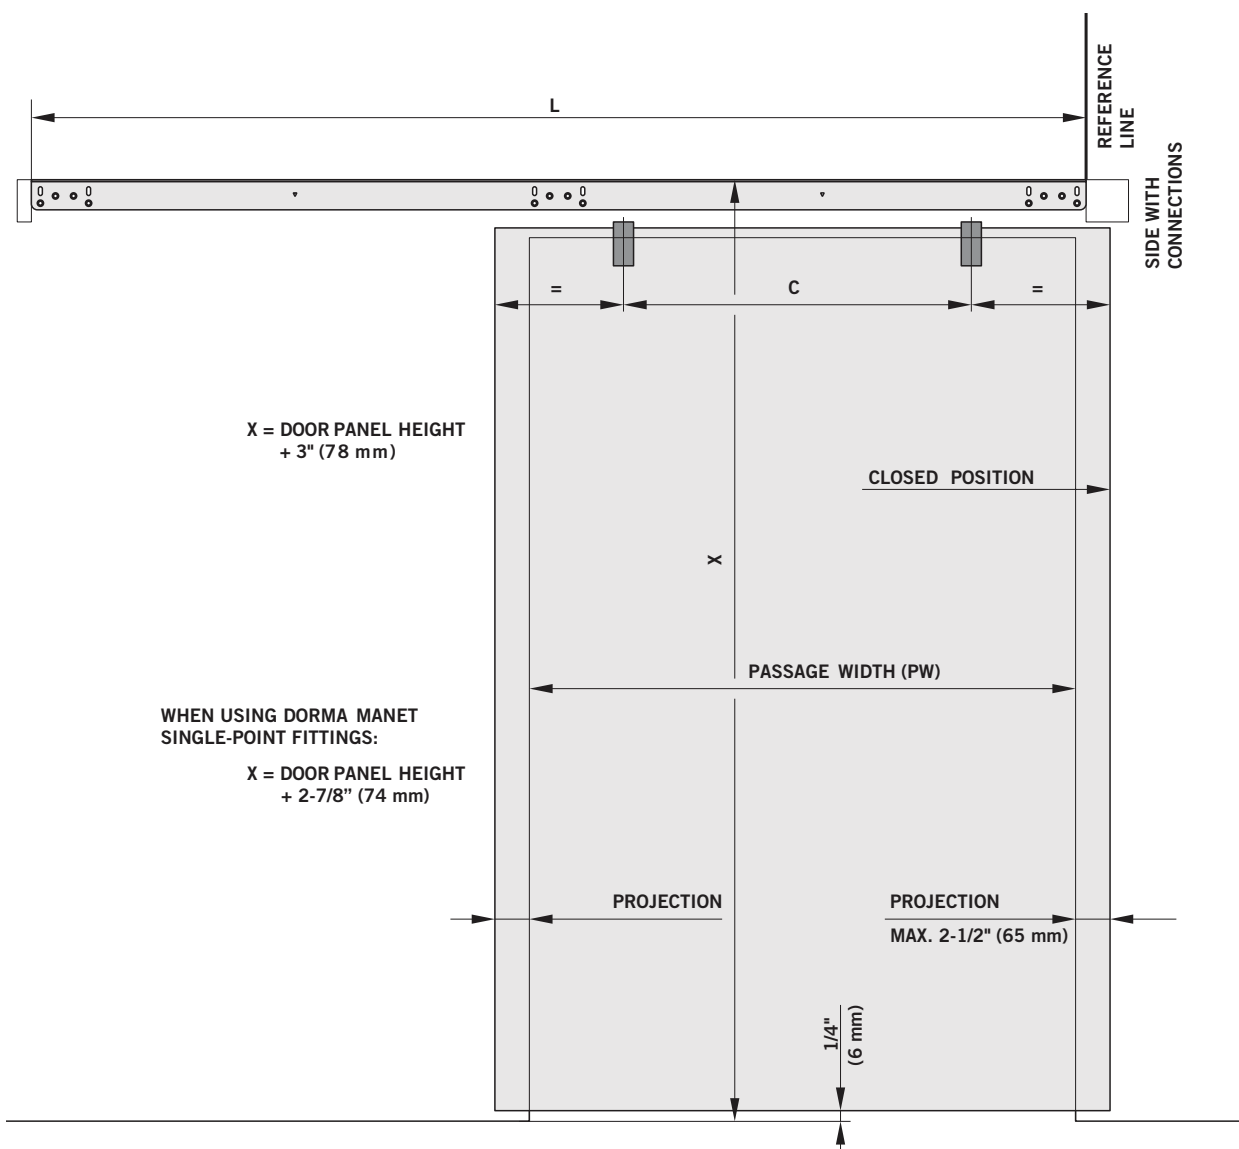 L
REFERENCE
LINE
SIDE WITH
CONNECTIONS
=
C
=
X = DOOR PANEL HEIGHT
+ 3" (78 mm)
CLOSED POSITION
X
PASSAGE WIDTH (PW)
WHEN USING DORMA MANET
SINGLE-POINT FITTINGS:
X = DOOR PANEL HEIGHT
+ 2-7/8” (74 mm)
PROJECTION
PROJECTION
MAX. 2-1/2" (65 mm)
1/4"
(6 mm)